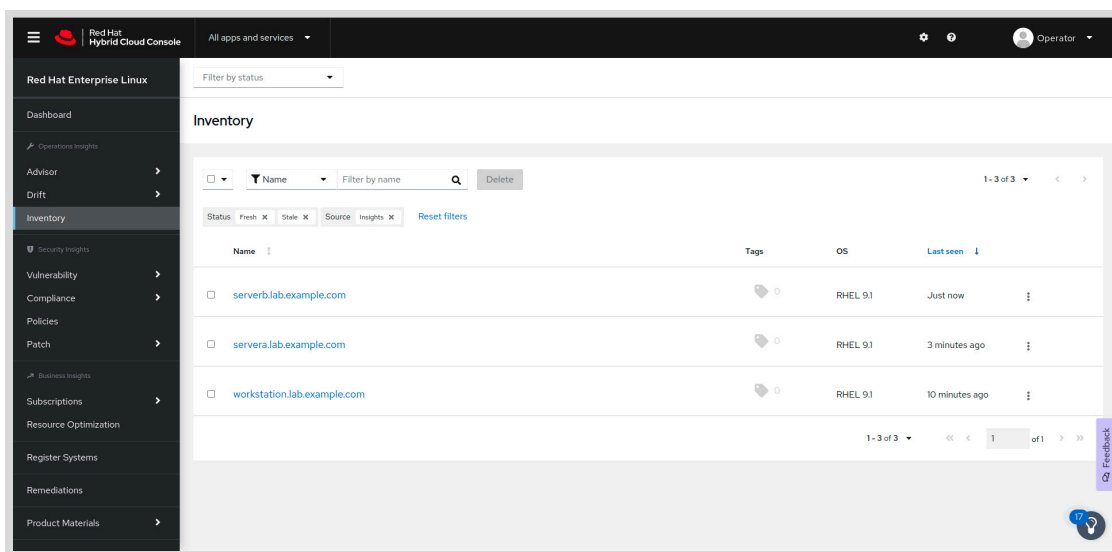 Red Hat
Hybrid Cloud Console
All apps and services
Operator
Red Hat Enterprise Linux
Filter by status
Dashboard
Inventory
Operations Insights
Advisor
Drift
Inventory
Name
Filter by name
Delete
1 - 3 of 3
Status Fresh Stale Source Insights Reset filters
Security Insights
Name Tags OS Last seen
Vulnerability
Compliance
Policies
Patch
serverb.lab.example.com 0 RHEL 9.1 Just now
servera.lab.example.com 0 RHEL 9.1 3 minutes ago
Business Insights
Subscriptions
Resource Optimization
workstation.lab.example.com 0 RHEL 9.1 10 minutes ago
1 - 3 of 3 1 of 1
Feedback
Register Systems
Remediations
Product Materials
17